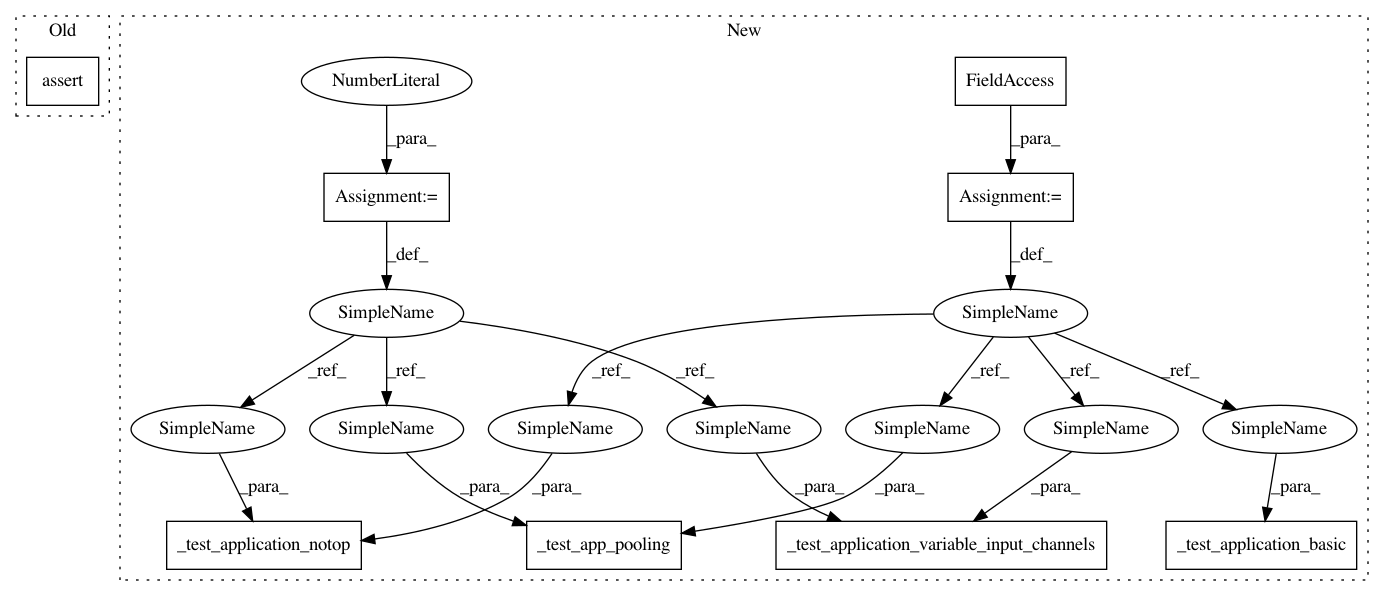 Old
New
assert
NumberLiteral
FieldAccess
_para_
_para_
Assignment:=
Assignment:=
_def_
_def_
SimpleName
SimpleName
_ref_
_ref_
_ref_
_ref_
_ref_
_ref_
_ref_
SimpleName
SimpleName
SimpleName
SimpleName
SimpleName
SimpleName
SimpleName
_para_
_para_
_para_
_para_
_para_
_para_
_para_
_test_application_notop
_test_app_pooling
_test_application_variable_input_channels
_test_application_basic